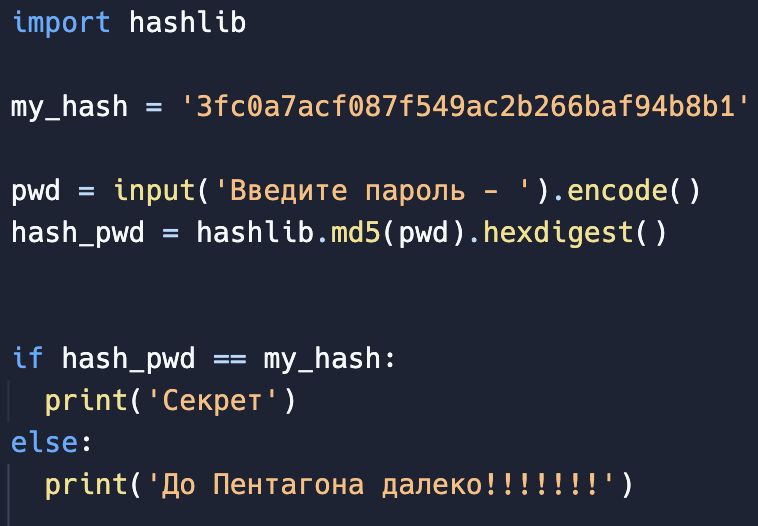 import hashlib
my_hash = '3fc0a7acf087f549ac2b266baf94b8b1'
pwd = input('Введите пароль - ').encode()
hash_pwd = hashlib.md5(pwd).hexdigest()
if hash_pwd == my_hash:
print('Секрет')
else:
print('До Пентагона далеко!!!!!!!')